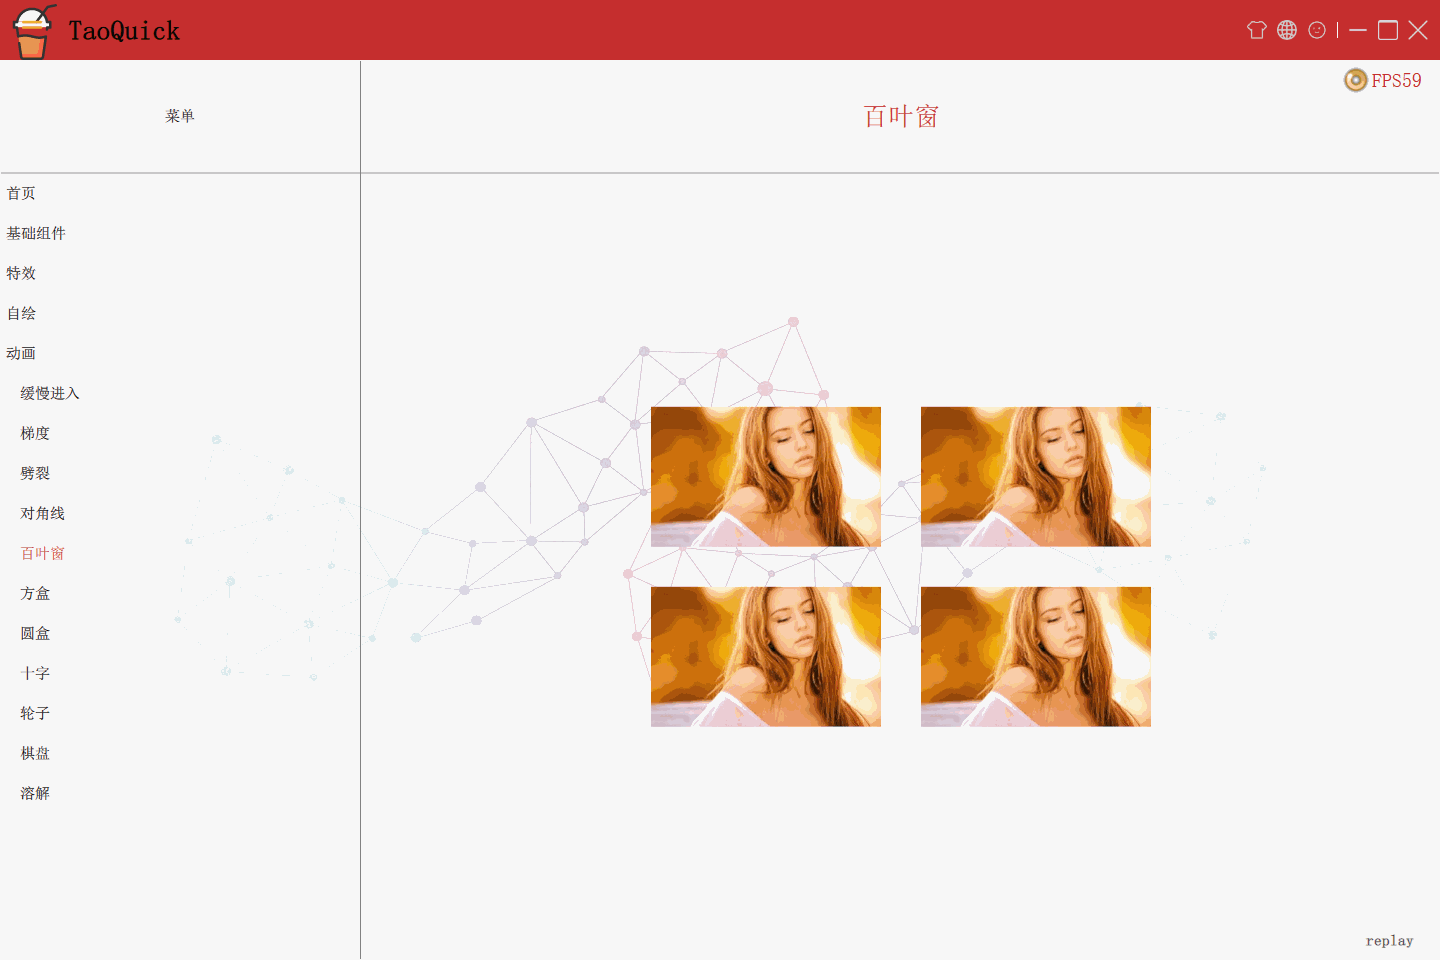 TaoQuick
FPS59
菜单
百叶窗
首页
基础组件
特效
自绘
动画
缓慢进入
梯度
劈裂
对角线
百叶窗
方盒
圆盒
十字
轮子
棋盘
溶解
replay